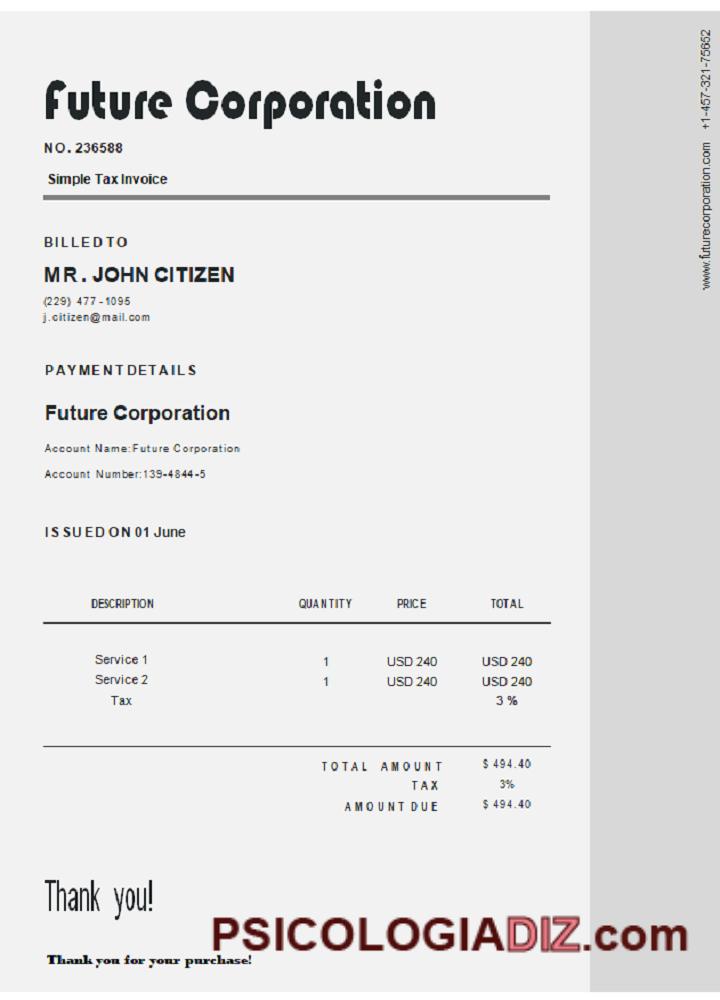 Future Corporation
NO. 236588
Simple Tax Invoice
www.futurecorporation.com +1-457-321-75652
BILLED TO
MR. JOHN CITIZEN
(229) 477-1095
j.citizen@mail.com
PAYMENT DETAILS
Future Corporation
Account Name:Future Corporation
Account Number:139-4844-5
ISSUED ON 01 June
DESCRIPTION QUANTITY PRICE TOTAL
Service 1 1 USD 240 USD 240
Service 2 1 USD 240 USD 240
Tax 3 %
TOTAL AMOUNT $ 494.40
TAX 3%
AMOUNT DUE $ 494.40
Thank you!
PSICOLOGIADIZ.com
Thank you for your purchase!